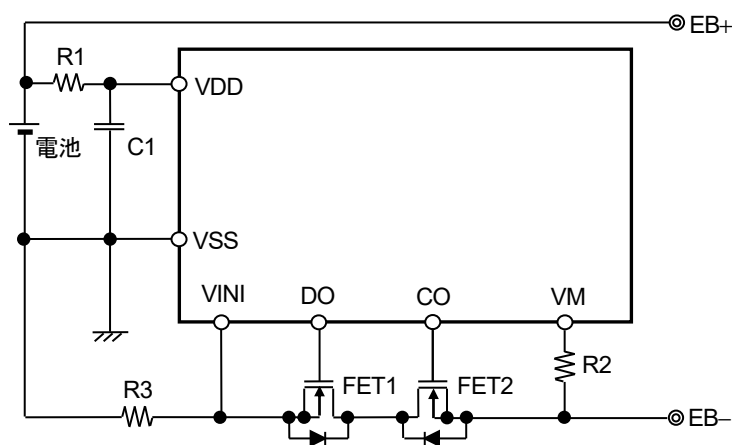 EB+
R1
VDD
電池
C1
VSS
VINI
DO
CO
VM
R2
R3
FET1
FET2
EB−